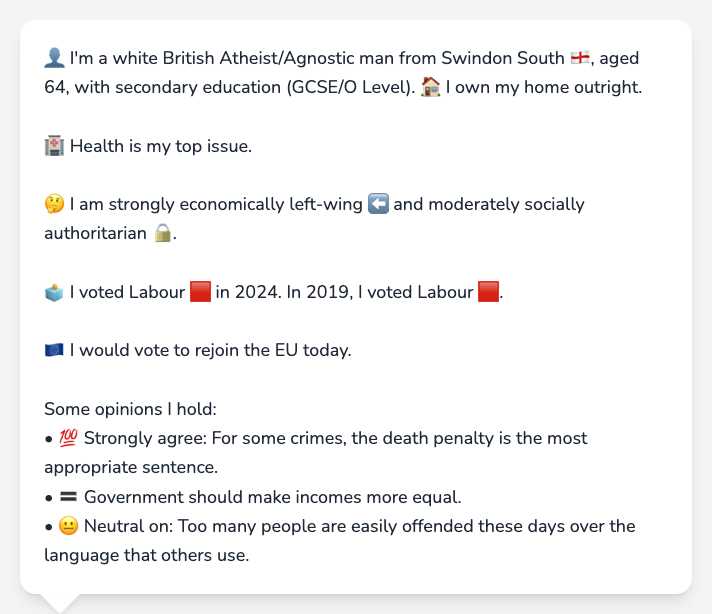 👤 I'm a white British Atheist/Agnostic man from Swindon South 🏴󠁧󠁢󠁥󠁮󠁧󠁿, aged
64, with secondary education (GCSE/O Level). 🏠 I own my home outright.
🏥 Health is my top issue.
🤔 I am strongly economically left-wing ⬅️ and moderately socially
authoritarian 🔒.
🗳️ I voted Labour 🟥 in 2024. In 2019, I voted Labour 🟥.
🇪🇺 I would vote to rejoin the EU today.
Some opinions I hold:
• 💯 Strongly agree: For some crimes, the death penalty is the most
appropriate sentence.
• 🟰 Government should make incomes more equal.
• 😐 Neutral on: Too many people are easily offended these days over the
language that others use.